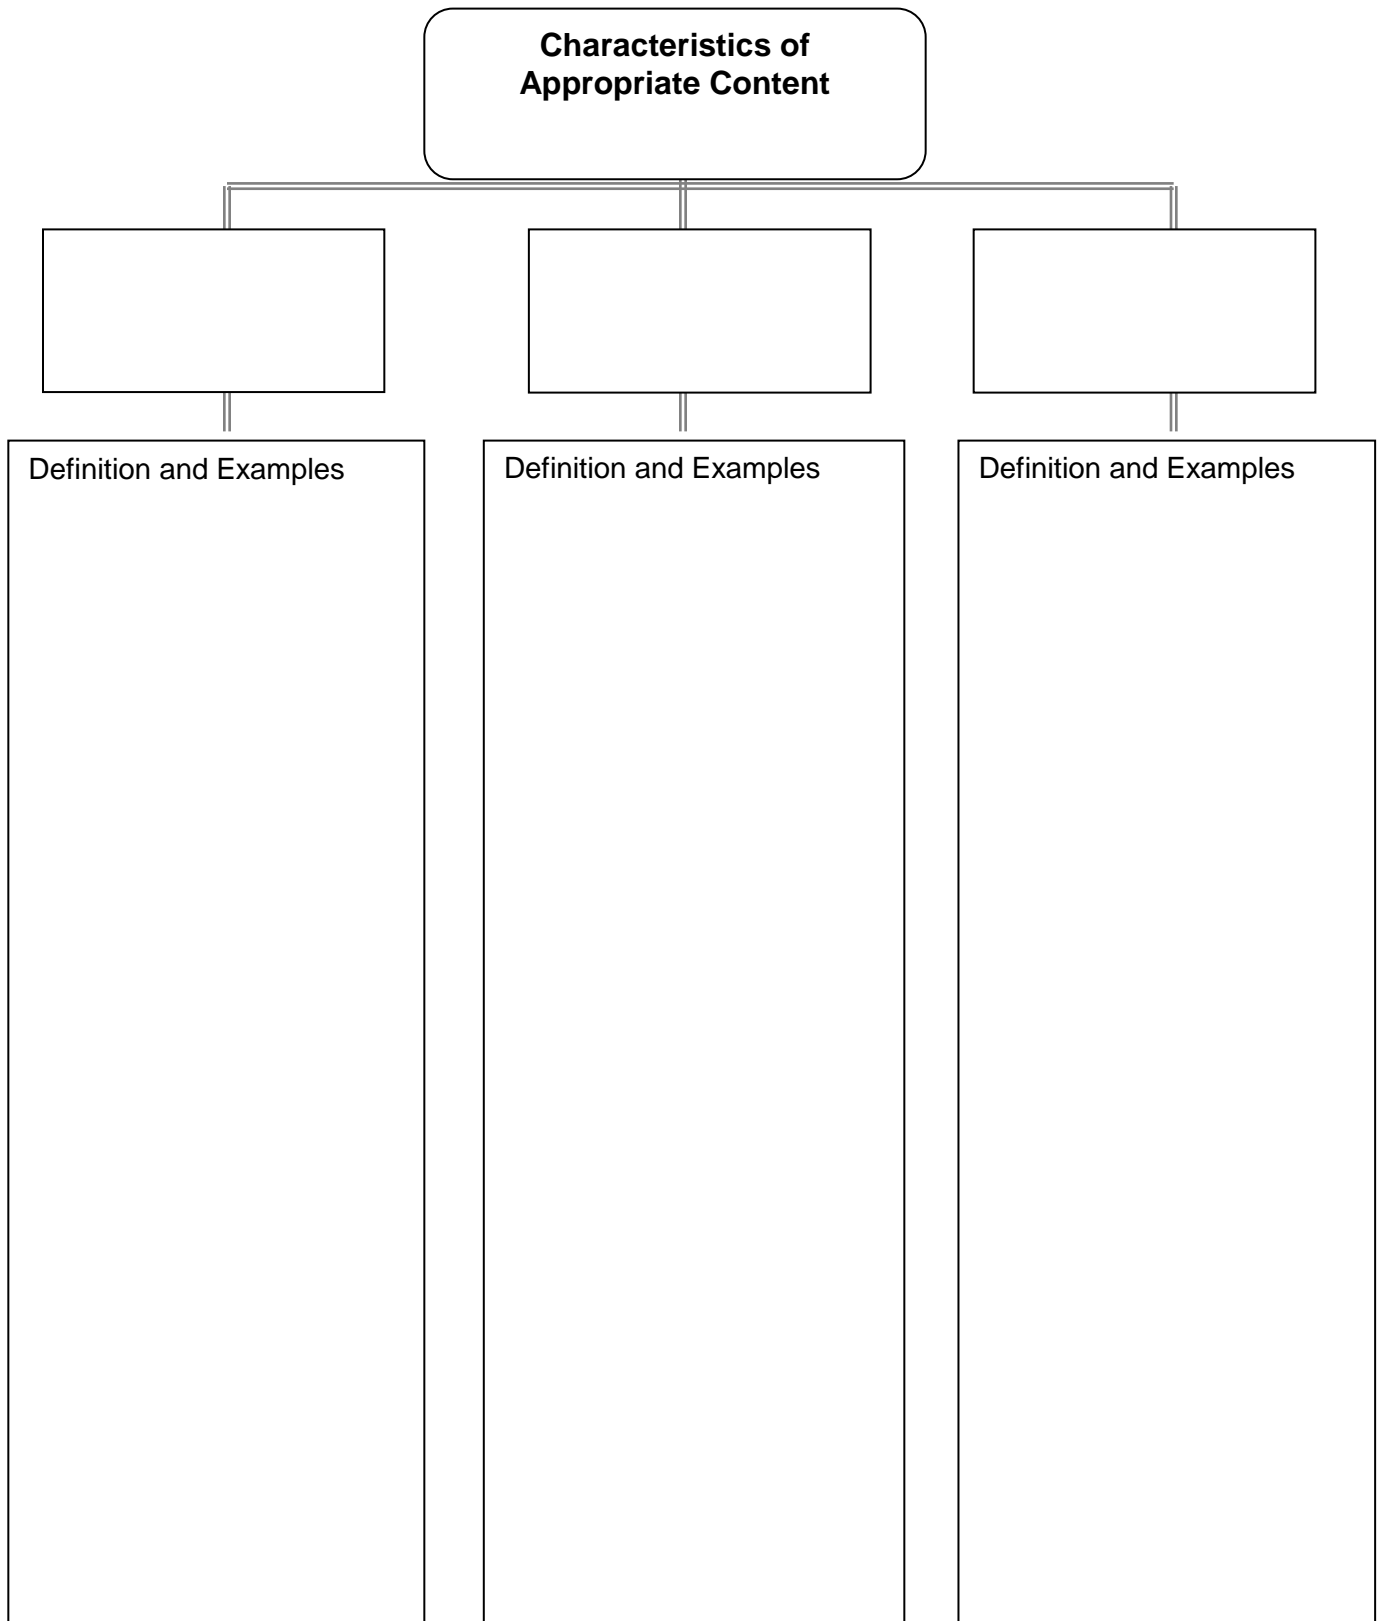 Characteristics of
Appropriate Content
Definition and Examples
Definition and Examples
Definition and Examples